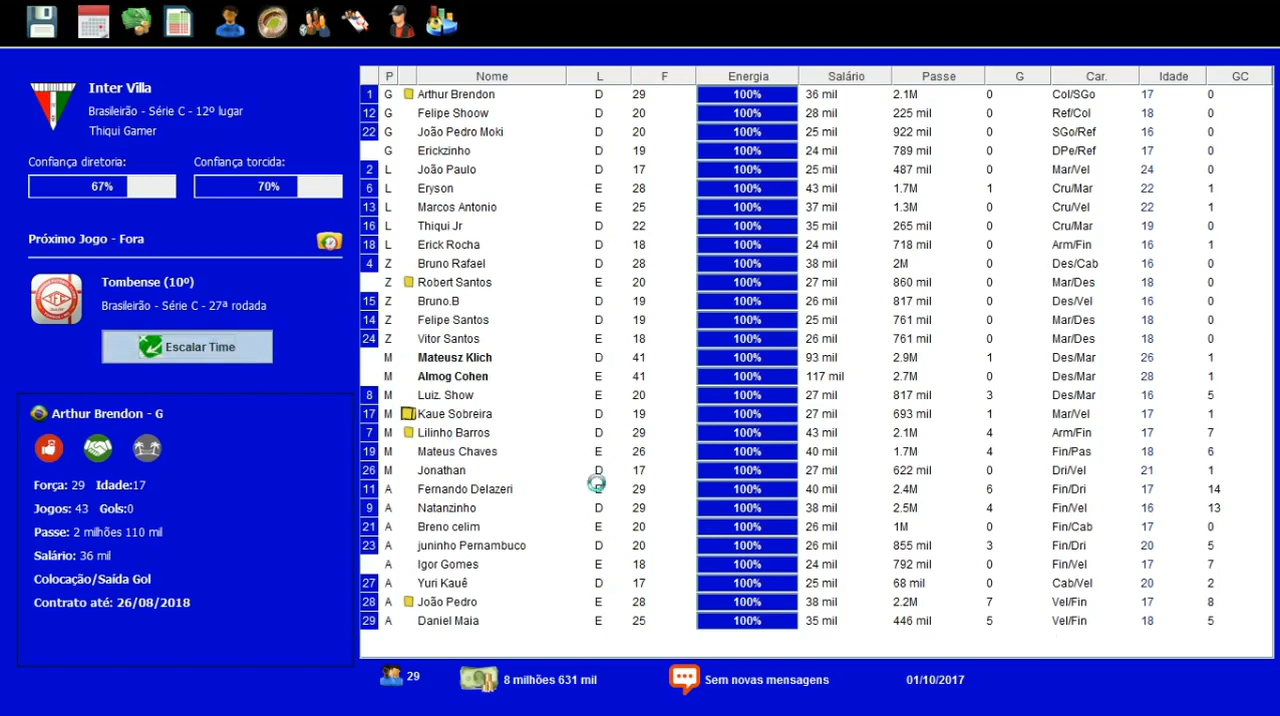 Inter Villa
Brasileirão - Série C - 12º lugar
Thiqui Gamer
Confiança diretoria: Confiança torcida:
67% 70%
Próximo Jogo - Fora
Tombense (10º)
Brasileirão - Série C - 27ª rodada
Escalar Time
Arthur Brendon - G
Força: 29 Idade:17
Jogos: 43 Gols:0
Passe: 2 milhões 110 mil
Salário: 36 mil
Colocação/Saída Gol
Contrato até: 26/08/2018
P Nome L F Energia Salário Passe G Car. Idade GC
1 G Arthur Brendon D 29 100% 36 mil 2.1M 0 Col/SGo 17 0
12 G Felipe Shoow D 20 100% 28 mil 225 mil 0 Ref/Col 18 0
22 G João Pedro Moki D 20 100% 25 mil 922 mil 0 SGo/Ref 16 0
G Erickzinho D 19 100% 24 mil 789 mil 0 DPe/Ref 17 0
2 L João Paulo D 17 100% 25 mil 487 mil 0 Mar/Vel 24 0
6 L Eryson E 28 100% 43 mil 1.7M 1 Cru/Mar 22 1
13 L Marcos Antonio E 25 100% 37 mil 1.3M 0 Cru/Vel 22 1
16 L Thiqui Jr D 22 100% 35 mil 265 mil 0 Cru/Mar 19 0
18 L Erick Rocha D 18 100% 24 mil 718 mil 0 Arm/Fin 16 1
4 Z Bruno Rafael D 28 100% 38 mil 2M 0 Des/Cab 16 0
Z Robert Santos E 20 100% 27 mil 860 mil 0 Mar/Des 18 0
15 Z Bruno.B D 19 100% 26 mil 817 mil 0 Des/Vel 16 0
14 Z Felipe Santos D 19 100% 25 mil 761 mil 0 Mar/Des 18 0
24 Z Vitor Santos E 18 100% 26 mil 761 mil 0 Mar/Des 18 0
M Mateusz Klich D 41 100% 93 mil 2.9M 1 Des/Mar 26 1
M Almog Cohen E 41 100% 117 mil 2.7M 0 Des/Mar 28 1
8 M Luiz. Show E 20 100% 27 mil 817 mil 3 Des/Mar 16 5
17 M Kaue Sobreira D 19 100% 27 mil 693 mil 1 Mar/Vel 17 1
7 M Lilinho Barros D 29 100% 43 mil 2.1M 4 Arm/Fin 17 7
19 M Mateus Chaves E 26 100% 40 mil 1.7M 4 Fin/Pas 18 6
26 M Jonathan D 17 100% 27 mil 622 mil 0 Dri/Vel 21 1
11 A Fernando Delazeri 29 100% 40 mil 2.4M 6 Fin/Dri 17 14
9 A Natanzinho D 29 100% 38 mil 2.5M 4 Fin/Vel 16 13
21 A Breno celim E 20 100% 26 mil 1M 0 Fin/Cab 17 0
23 A juninho Pernambuco D 20 100% 26 mil 855 mil 3 Fin/Dri 20 5
A Igor Gomes E 18 100% 24 mil 792 mil 0 Fin/Vel 17 7
27 A Yuri Kauê D 17 100% 25 mil 68 mil 0 Cab/Vel 20 2
28 A João Pedro E 28 100% 38 mil 2.2M 7 Vel/Fin 17 8
29 A Daniel Maia E 25 100% 35 mil 446 mil 5 Vel/Fin 18 5
29 8 milhões 631 mil Sem novas mensagens 01/10/2017